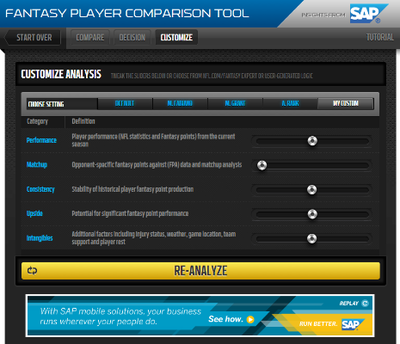 FANTASY PLAYER COMPARISON TOOL
INSIGHTS FROM SAP
START OVER COMPARE DECISION CUSTOMIZE TUTORIAL
CUSTOMIZE ANALYSIS TWEAK THE SLIDERS BELOW OR CHOOSE FROM NFL.COM/FANTASY EXPERT OR USER-GENERATED LOGIC
CHOOSE SETTING DEFAULT M. FABIANO MY CUSTOM
Category Definition
Performance Player performance (NFL statistics and Fantasy points) from the current
season
Matchup Opponent-specific fantasy points against (FPA) data and matchup analysis
Consistency Stability of historical player fantasy point production
Upside Potential for significant fantasy point performance
Intangibles Additional factors including injury status, weather, game location, team
support and player rest
RE-ANALYZE
REPLAY
With SAP mobile solutions, your business
runs wherever your people do.
See how.
RUN BETTER. SAP